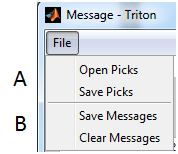 Message - Triton
File
A
Open Picks
Save Picks
B
Save Messages
Clear Messages